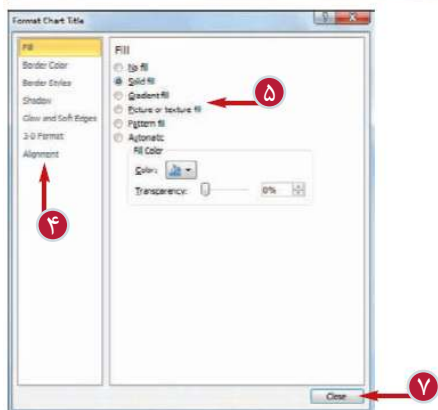 Format Chart Title
Fill
Border Color
Border Styles
Shadow
Glow and Soft Edges
3-D Format
Alignment
Fill
No fill
Solid fill
Gradient fill
Picture or texture fill
Pattern fill
Automatic
Fill Color
Color:
Transparency: 0%
Close
۵
۴
۷